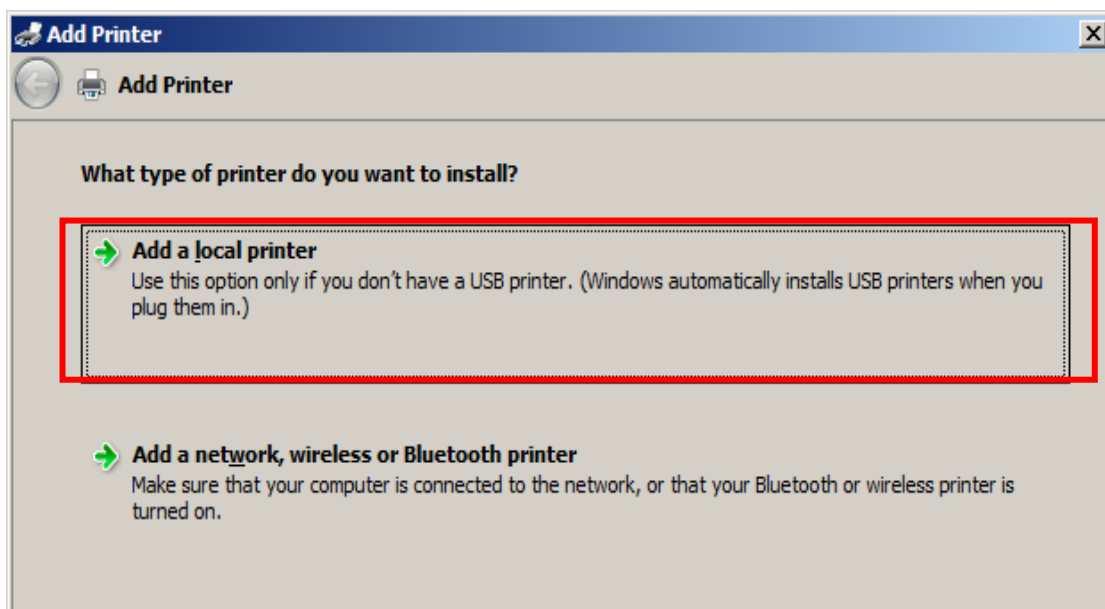 Add Printer
Add Printer
What type of printer do you want to install?
Add a local printer
Use this option only if you don't have a USB printer. (Windows automatically installs USB printers when you
plug them in.)
Add a network, wireless or Bluetooth printer
Make sure that your computer is connected to the network, or that your Bluetooth or wireless printer is
turned on.